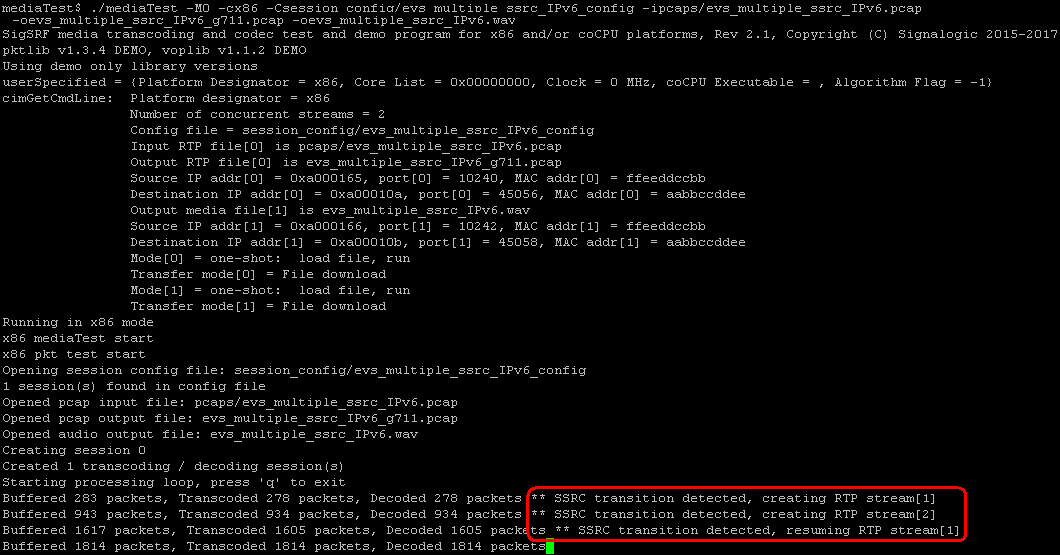 mediaTest$ ./mediaTest -M0 -cx86 -Csession_config/evs_multiple_ssrc_IPv6_config -ipcaps/evs_multiple_ssrc_IPv6.pcap
-oevs_multiple_ssrc_IPv6_g711.pcap -oevs_multiple_ssrc_IPv6.wav
SigSRF media transcoding and codec test and demo program for x86 and/or coCPU platforms, Rev 2.1, Copyright (C) Signalogic 2015-2017
pktlib v1.3.4 DEMO, voplib v1.1.2 DEMO
Using demo only library versions
userSpecified = {Platform Designator = x86, Core List = 0x00000000, Clock = 0 MHz, coCPU Executable = , Algorithm Flag = -1}
cimGetCmdLine:  Platform designator = x86
Number of concurrent streams = 2
Config file = session_config/evs_multiple_ssrc_IPv6_config
Input RTP file[0] is pcaps/evs_multiple_ssrc_IPv6.pcap
Output RTP file[0] is evs_multiple_ssrc_IPv6_g711.pcap
Source IP addr[0] = 0xa000165, port[0] = 10240, MAC addr[0] = ffeeddccbb
Destination IP addr[0] = 0xa00010a, port[0] = 45056, MAC addr[0] = aabbccddee
Output media file[1] is evs_multiple_ssrc_IPv6.wav
Source IP addr[1] = 0xa000166, port[1] = 10242, MAC addr[1] = ffeeddccbb
Destination IP addr[1] = 0xa00010b, port[1] = 45058, MAC addr[1] = aabbccddee
Mode[0] = one-shot:  load file, run
Transfer mode[0] = File download
Mode[1] = one-shot:  load file, run
Transfer mode[1] = File download
Running in x86 mode
x86 mediaTest start
x86 pkt test start
Opening session config file: session_config/evs_multiple_ssrc_IPv6_config
1 session(s) found in config file
Opened pcap input file: pcaps/evs_multiple_ssrc_IPv6.pcap
Opened pcap output file: evs_multiple_ssrc_IPv6_g711.pcap
Opened audio output file: evs_multiple_ssrc_IPv6.wav
Creating session 0
Created 1 transcoding / decoding session(s)
Starting processing loop, press 'q' to exit
Buffered 283 packets, Transcoded 278 packets, Decoded 278 packets ** SSRC transition detected, creating RTP stream[1]
Buffered 943 packets, Transcoded 934 packets, Decoded 934 packets ** SSRC transition detected, creating RTP stream[2]
Buffered 1617 packets, Transcoded 1605 packets, Decoded 1605 packets ** SSRC transition detected, resuming RTP stream[1]
Buffered 1814 packets, Transcoded 1814 packets, Decoded 1814 packets